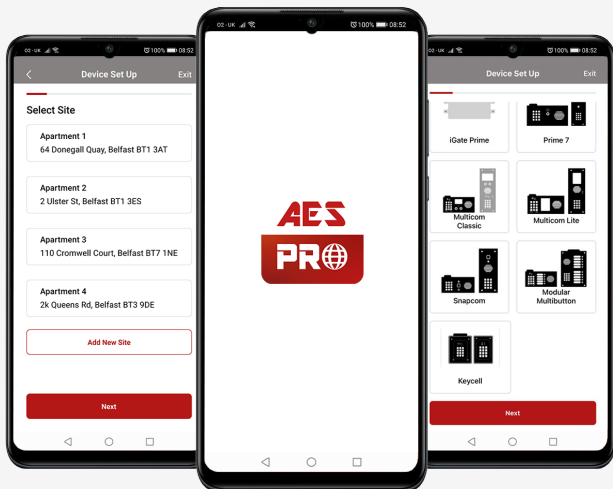 O2-UK
100%
08:52
Device Set Up
Exit
Select Site
Apartment 1
64 Donegall Quay, Belfast BT1 3AT
Apartment 2
2 Ulster St, Belfast BT1 3ES
Apartment 3
110 Cromwell Court, Belfast BT7 1NE
Apartment 4
2k Queens Rd, Belfast BT3 9DE
Add New Site
Next
O2-UK
100%
08:52
AES
PRO
O2-UK
100%
08:52
Device Set Up
Exit
iGate Prime
Prime 7
Multicom
Classic
Multicom Lite
Snapcom
Modular
Multibutton
Keycell
Next